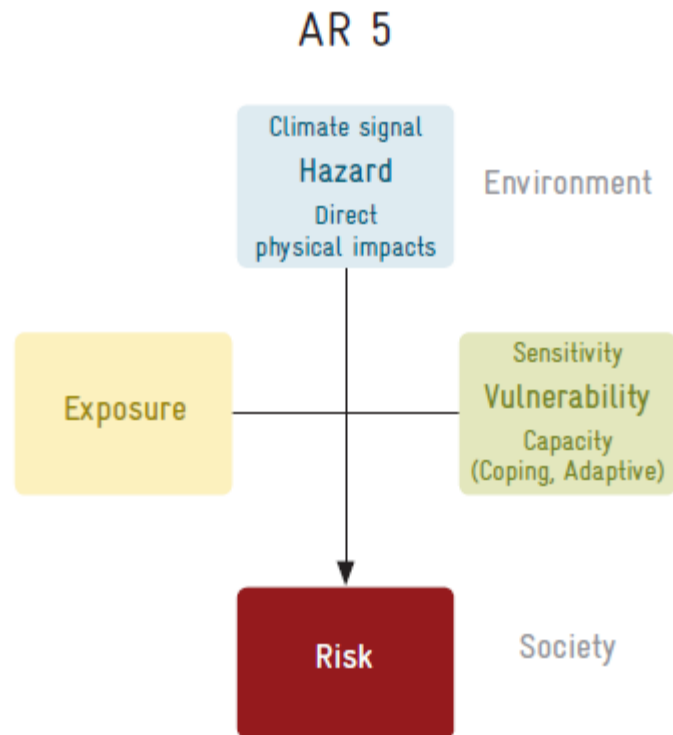 AR 5
Climate signal
Hazard
Direct
physical impacts
Environment
Exposure
Sensitivity
Vulnerability
Capacity
(Coping, Adaptive)
Risk
Society